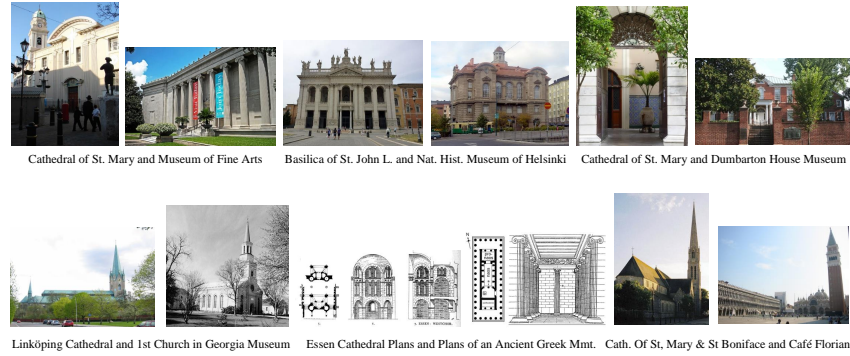 Cathedral of St. Mary and Museum of Fine Arts
Basilica of St. John L. and Nat. Hist. Museum of Helsinki
Cathedral of St. Mary and Dumbarton House Museum
Linköping Cathedral and 1st Church in Georgia Museum
Essen Cathedral Plans and Plans of an Ancient Greek Mmt.
Cath. Of St, Mary & St Boniface and Café Florian